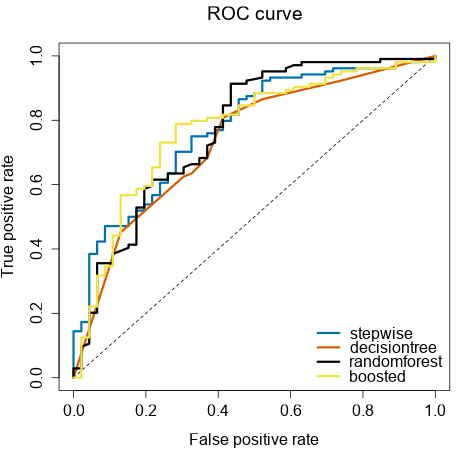 ROC curve
True positive rate
1.0
0.8
0.6
0.4
0.2
0.0
stepwise
decisiontree
randomforest
boosted
0.0 0.2 0.4 0.6 0.8 1.0
False positive rate